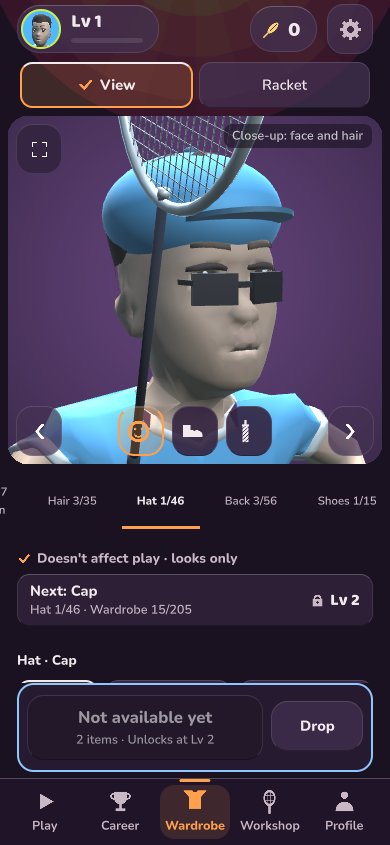 Lv 1
0
View
Racket
Close-up: face and hair
7
n
Hair 3/35
Hat 1/46
Back 3/56
Shoes 1/15
Doesn't affect play · looks only
Next: Cap
Hat 1/46 · Wardrobe 15/205
Lv 2
Hat · Cap
Not available yet
2 items · Unlocks at Lv 2
Drop
Play
Career
Wardrobe
Workshop
Profile